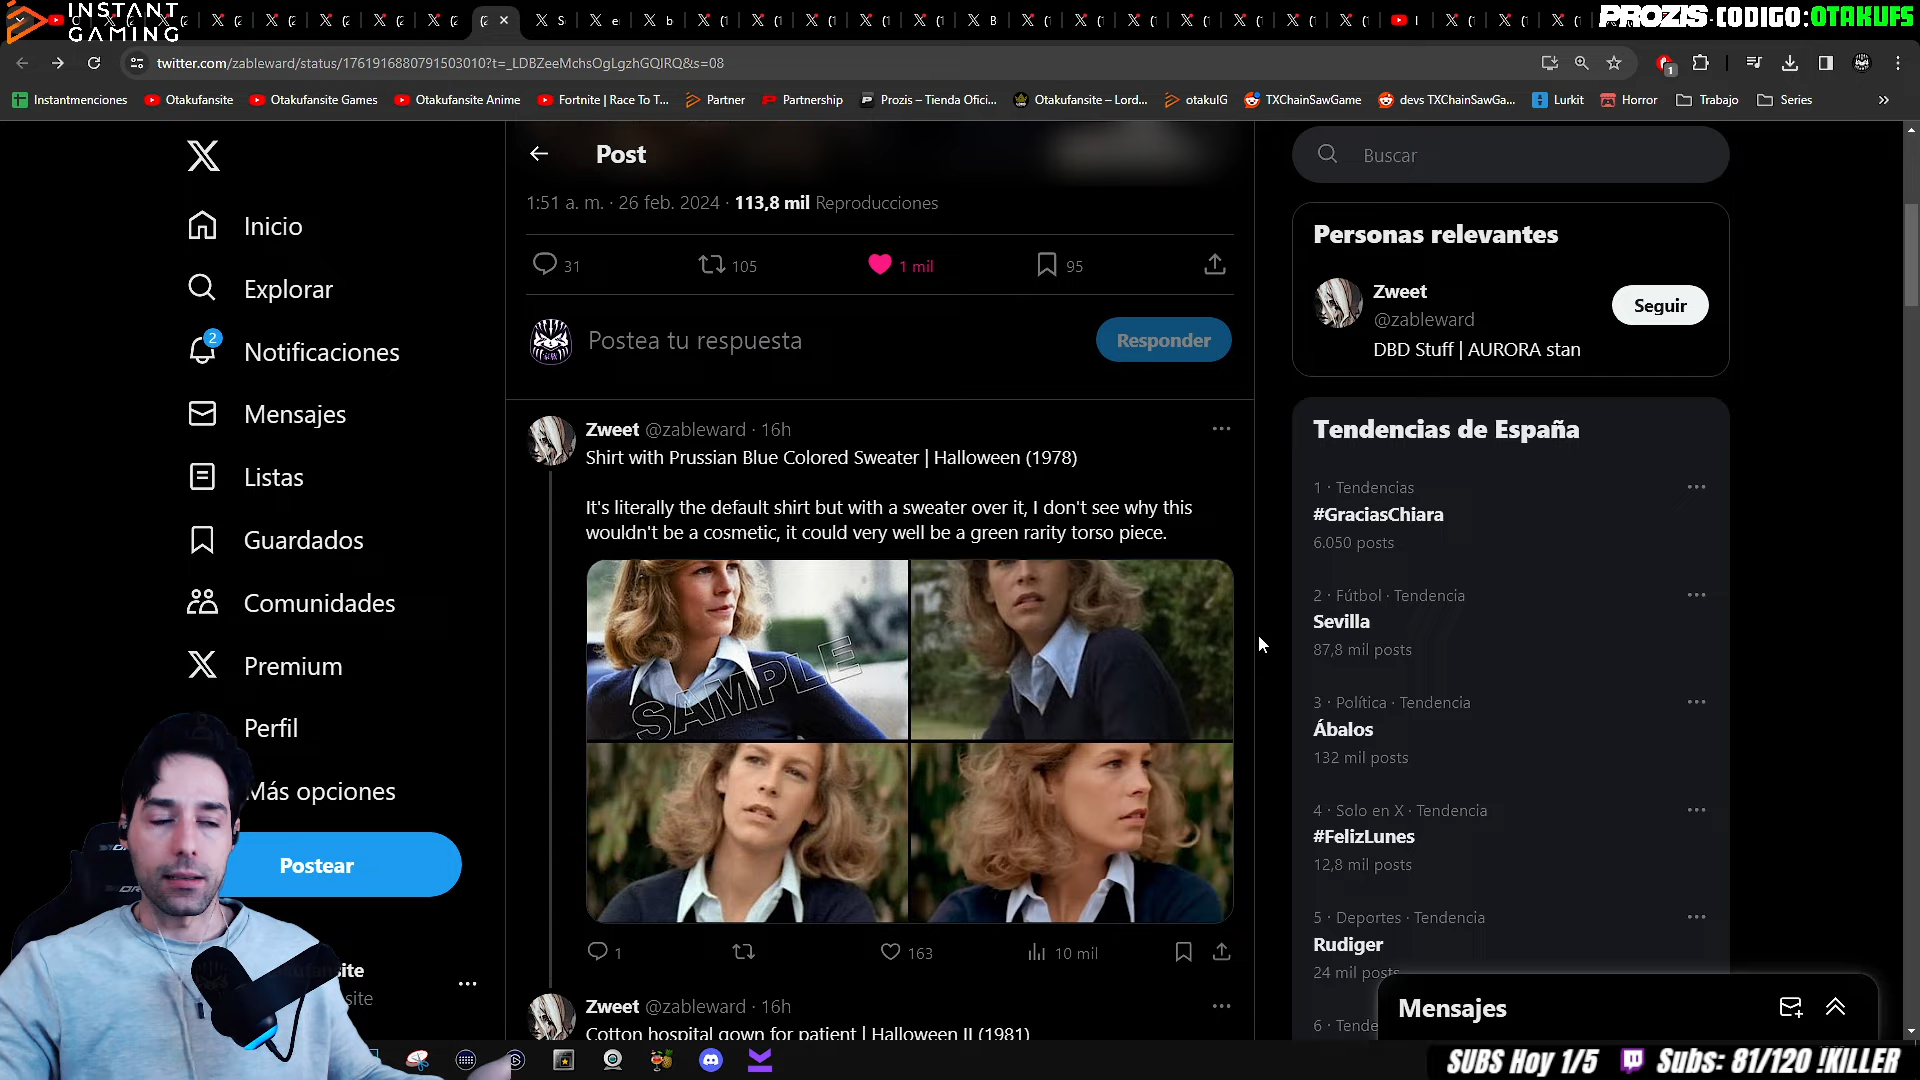 INSTANT
GAMING
PROZIS CODIGO:OTAKUFS
twitter.com/zableward/status/1761916880791503010?t=_LDBZeeMchsOgLgzhGQIRQ&s=08
Instantmenciones
Otakufansite
Otakufansite Games
Otakufansite Anime
Fortnite | Race To T...
Partner
Partnership
Prozis – Tienda Ofici...
Otakufansite – Lord...
otakuIG
TXChainSawGame
devs TXChainSawGa...
Lurkit
Horror
Trabajo
Series
Inicio
Explorar
2
Notificaciones
Mensajes
Listas
Guardados
Comunidades
Premium
Perfil
Más opciones
Postear
Post
1:51 a. m. · 26 feb. 2024 · 113,8 mil Reproducciones
31
105
1 mil
95
Postea tu respuesta
Responder
Zweet @zableward · 16h
Shirt with Prussian Blue Colored Sweater | Halloween (1978)
It's literally the default shirt but with a sweater over it, I don't see why this
wouldn't be a cosmetic, it could very well be a green rarity torso piece.
SAMPLE
1
163
10 mil
Zweet @zableward · 16h
Cotton hospital gown for patient | Halloween II (1981)
Buscar
Personas relevantes
Zweet
@zableward
Seguir
DBD Stuff | AURORA stan
Tendencias de España
1 · Tendencias
#GraciasChiara
6.050 posts
2 · Fútbol · Tendencia
Sevilla
87,8 mil posts
3 · Política · Tendencia
Ábalos
132 mil posts
4 · Solo en X · Tendencia
#FelizLunes
12,8 mil posts
5 · Deportes · Tendencia
Rudiger
24 mil posts
6 · Tende
Mensajes
SUBS Hoy 1/5
Subs: 81/120 !KILLER